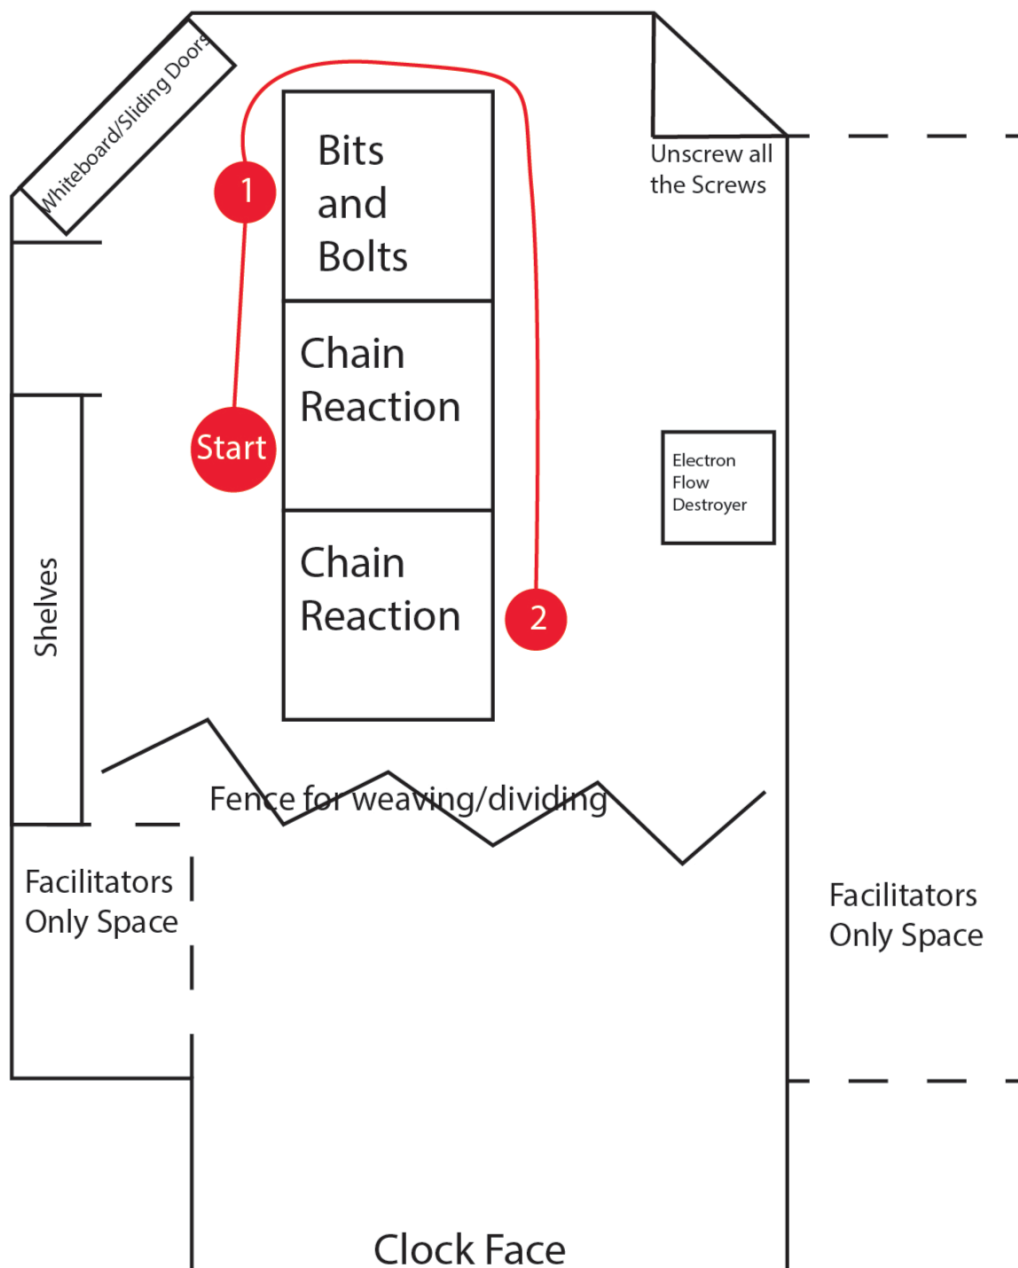 Whiteboard/Sliding Doors
1
Bits
and
Bolts
Unscrew all
the Screws
Chain
Reaction
Start
Electron
Flow
Destroyer
Shelves
Chain
Reaction
2
Fence for weaving/dividing
Facilitators
Only Space
Facilitators
Only Space
Clock Face